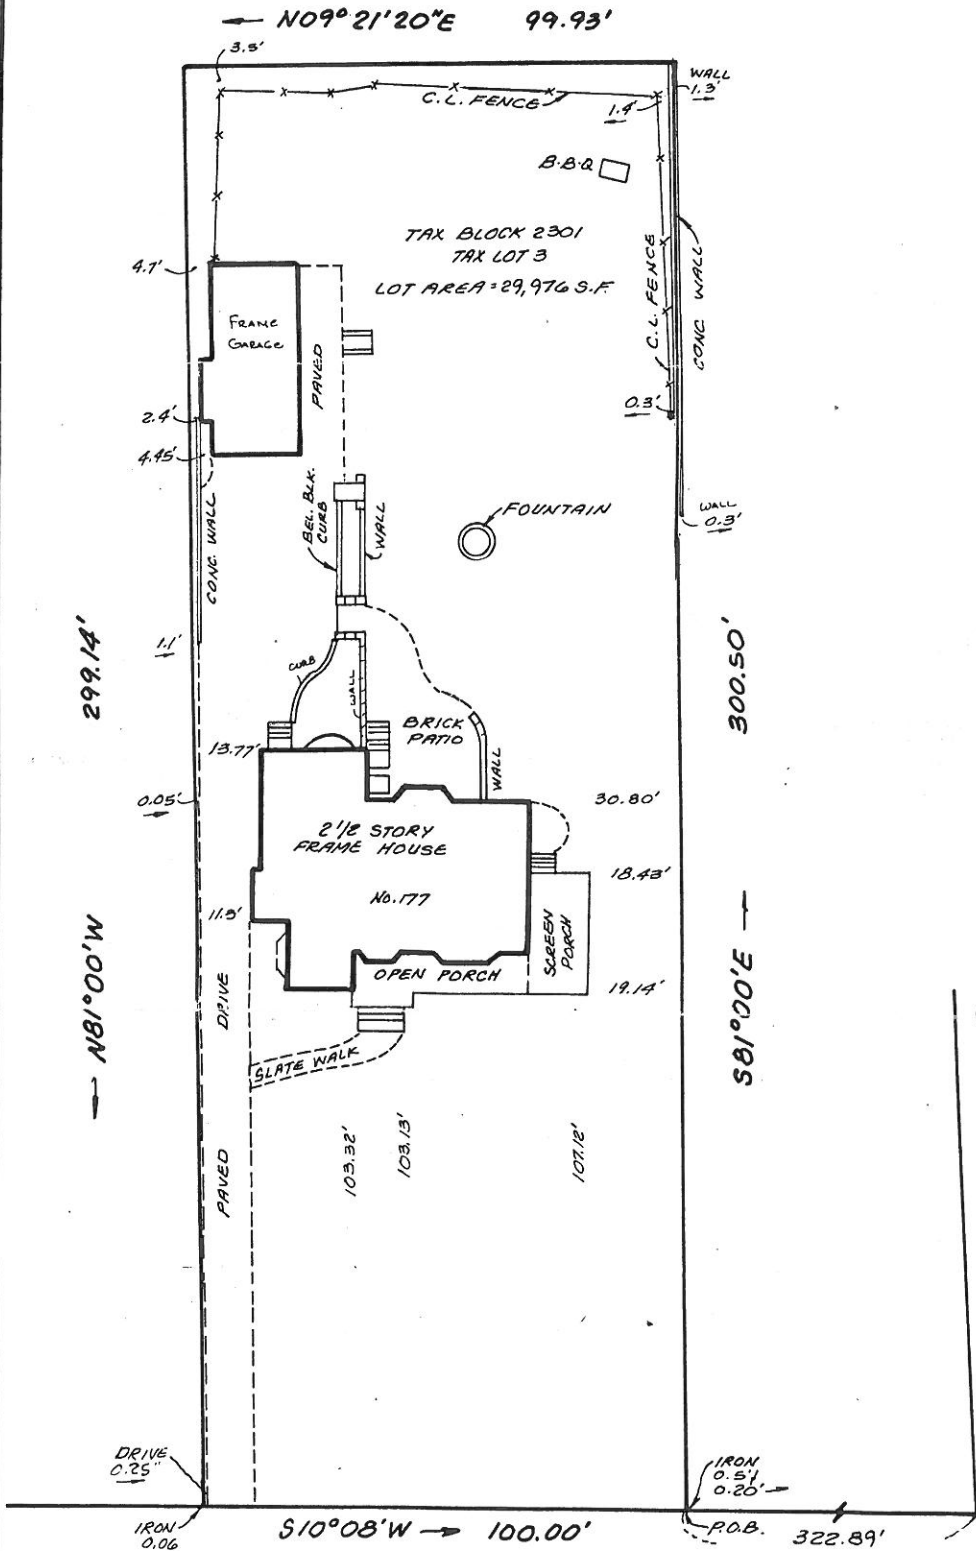 ← N09° 21'20"E 99.93'
3.5'
WALL
1.3'
C.L. FENCE
1.4'
B.B.Q
TAX BLOCK 2301
TAX LOT 3
LOT AREA = 29,976 S.F.
4.7'
FRAME
GARAGE
PAVED
C.L. FENCE
CONC WALL
2.4'
0.3'
4.45'
CONC. WALL
BEL. BLK.
CURB
WALL
FOUNTAIN
WALL
0.3'
299.14'
1.1'
300.50'
CURB
WALL
BRICK
PATIO
WALL
13.77'
0.05'
30.80'
2 1/2 STORY
FRAME HOUSE
18.43'
No. 177
11.5'
SCREEN
PORCH
OPEN PORCH
19.14'
← N81°00'W
S81°00'E →
DRIVE
SLATE WALK
103.32'
103.13'
107.12'
PAVED
DRIVE
0.25"
IRON
0.5'↓
0.20' →
IRON
0.06
S10°08'W → 100.00'
P.O.B.
322.89'